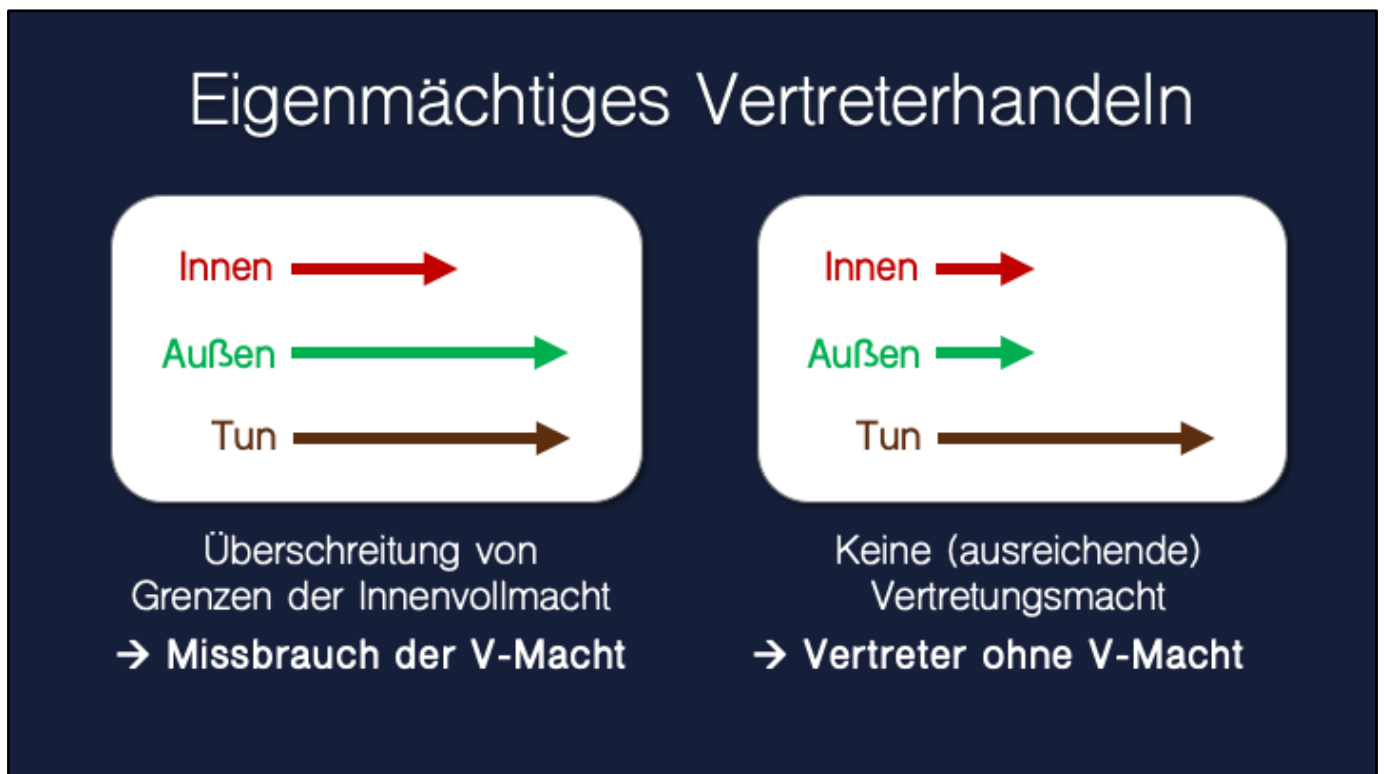 Eigenmächtiges Vertreterhandeln
Innen
Außen
Tun
Überschreitung von
Grenzen der Innenvollmacht
→ Missbrauch der V-Macht
Innen
Außen
Tun
Keine (ausreichende)
Vertretungsmacht
→ Vertreter ohne V-Macht